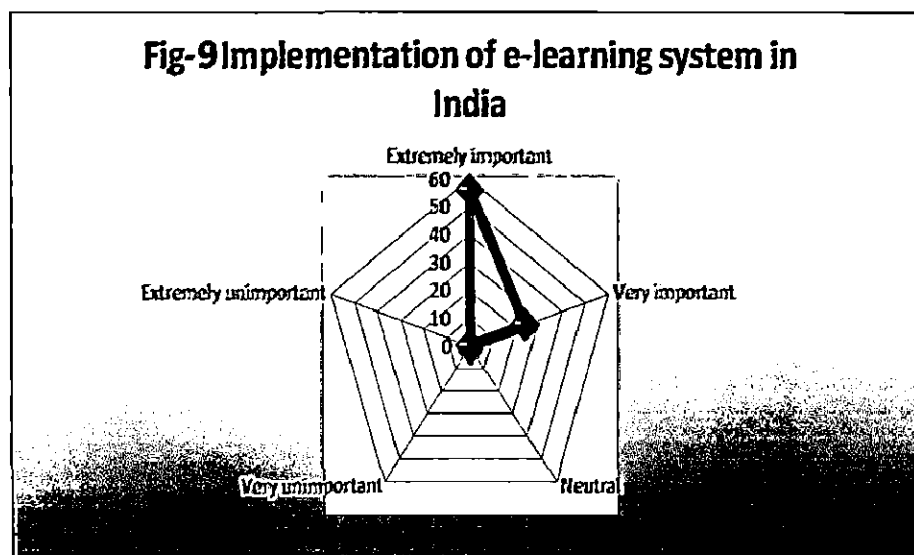 Fig-9 Implementation of e-learning system in
India
Extremely important
60
50
40
30
20
10
0
Extremely unimportant
Very important
Very unimportant
Neutral